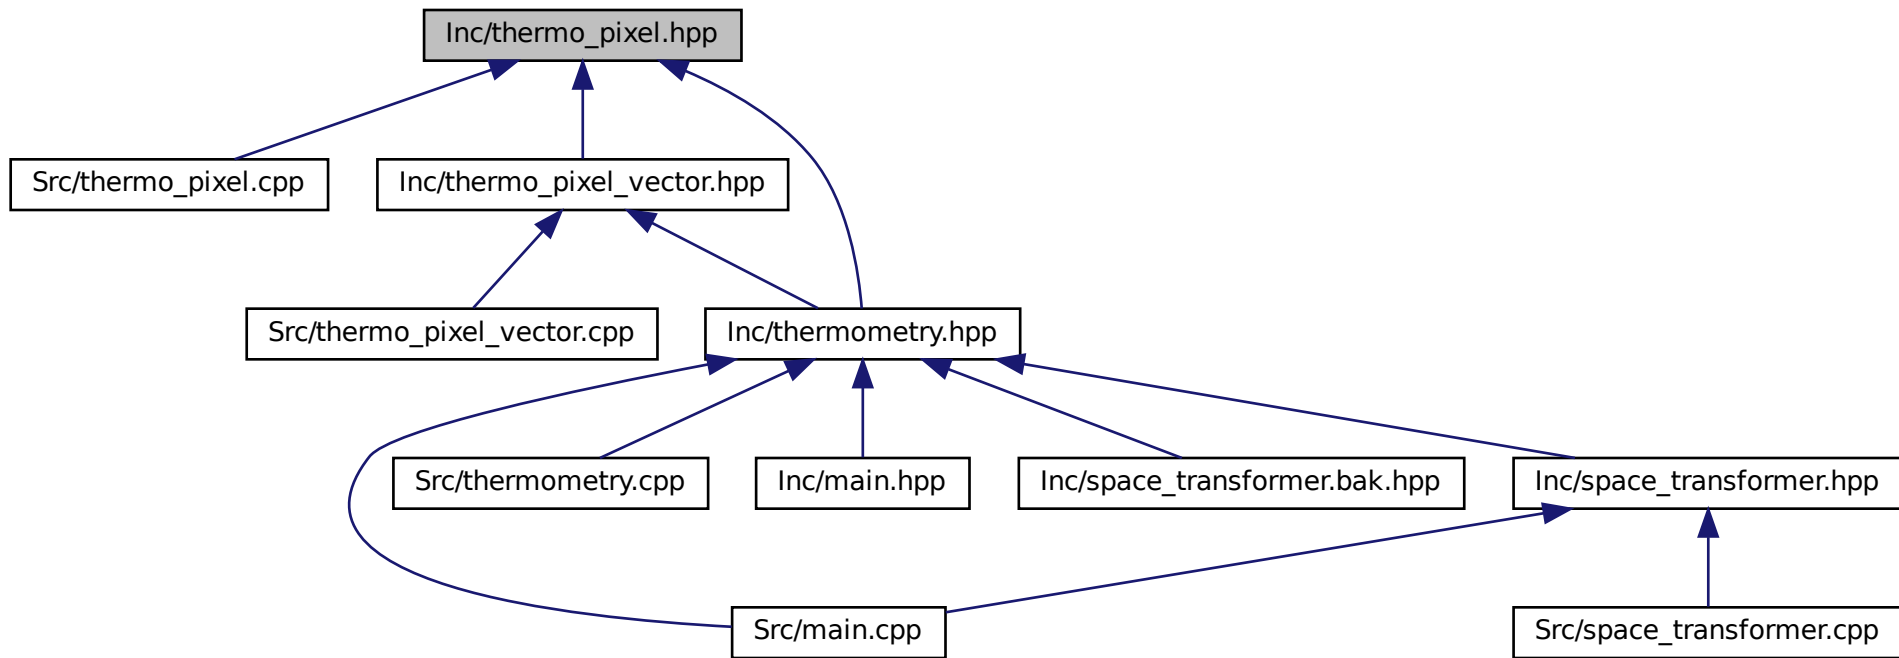 Inc/thermo_pixel.hpp
Src/thermo_pixel.cpp
Inc/thermo_pixel_vector.hpp
Src/thermo_pixel_vector.cpp
Inc/thermometry.hpp
Src/thermometry.cpp
Inc/main.hpp
Inc/space_transformer.bak.hpp
Inc/space_transformer.hpp
Src/main.cpp
Src/space_transformer.cpp